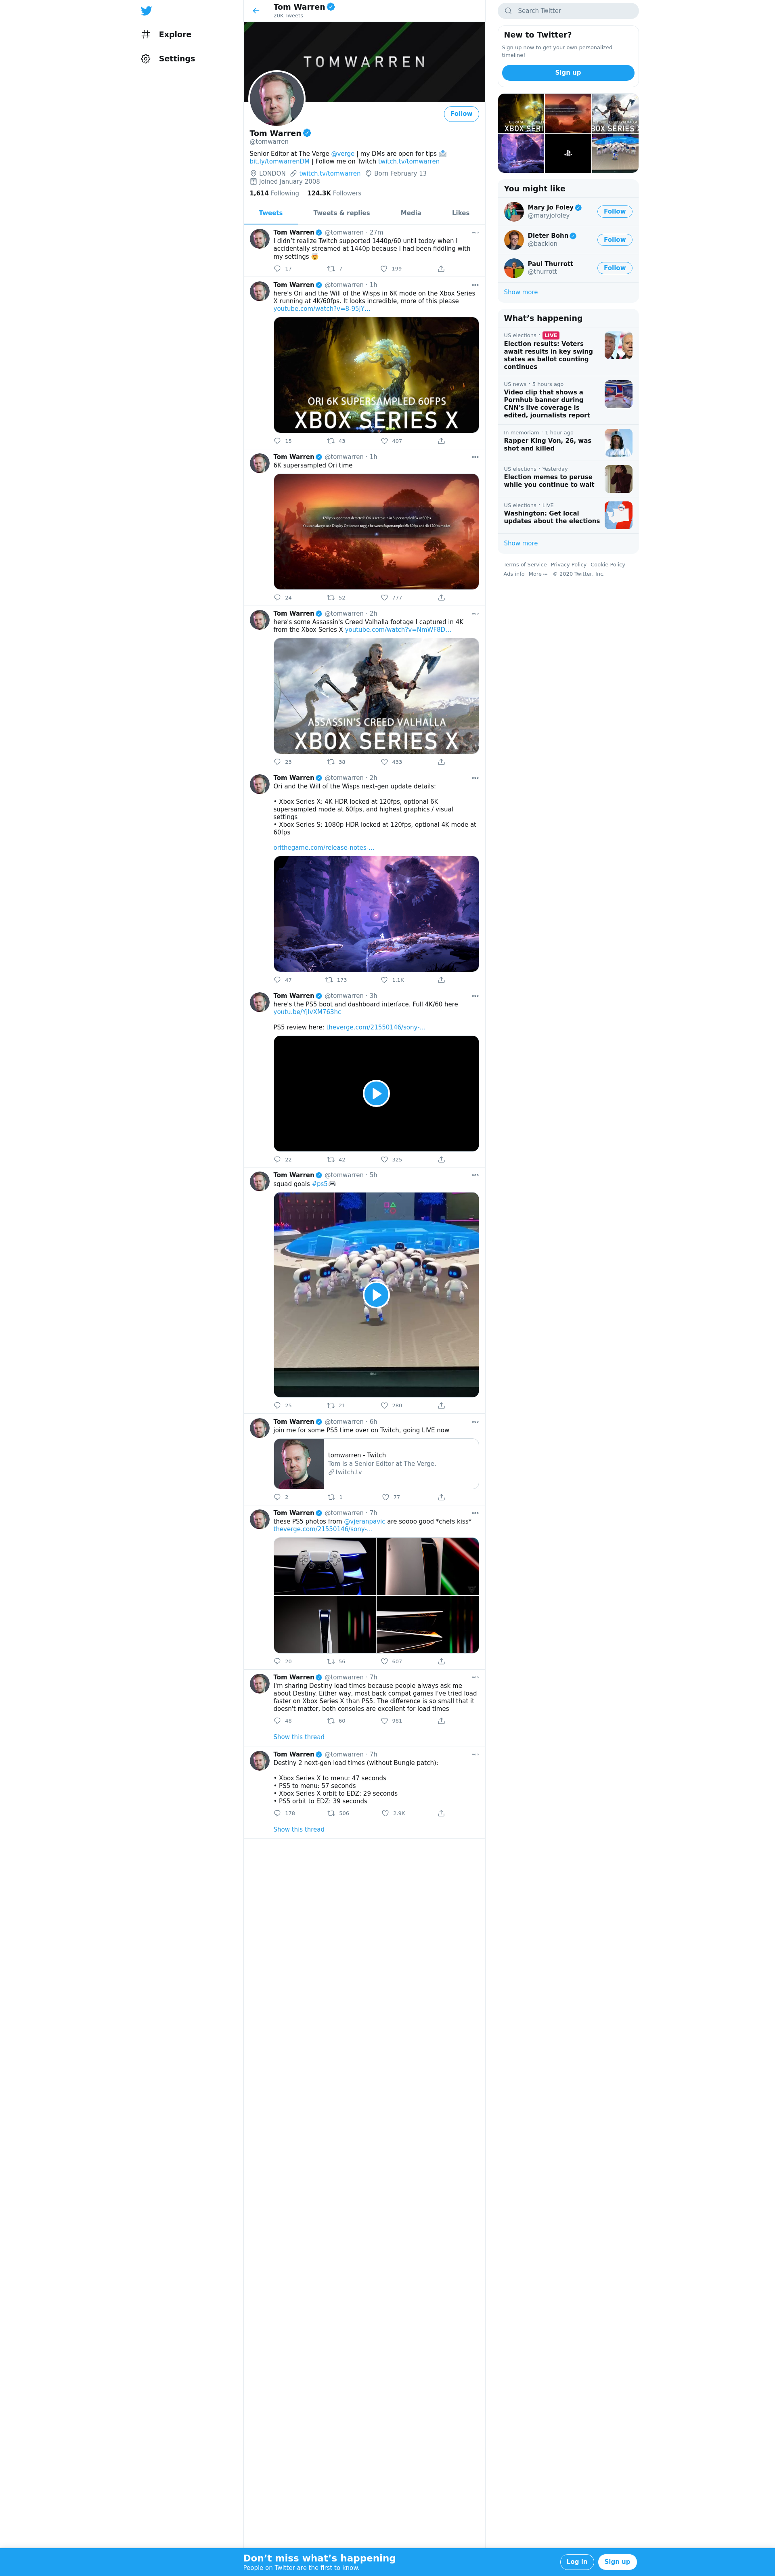 Explore
Settings
Tom Warren
20K Tweets
TOMWARREN
Follow
Tom Warren
@tomwarren
Senior Editor at The Verge @verge | my DMs are open for tips 📩
bit.ly/tomwarrenDM | Follow me on Twitch twitch.tv/tomwarren
LONDON twitch.tv/tomwarren Born February 13
Joined January 2008
1,614 Following 124.3K Followers
Tweets Tweets & replies Media Likes
Tom Warren @tomwarren · 27m
I didn't realize Twitch supported 1440p/60 until today when I
accidentally streamed at 1440p because I had been fiddling with
my settings 🤯
17 7 199
Tom Warren @tomwarren · 1h
here's Ori and the Will of the Wisps in 6K mode on the Xbox Series
X running at 4K/60fps. It looks incredible, more of this please
youtube.com/watch?v=8-95jY…
ORI 6K SUPERSAMPLED 60FPS
XBOX SERIES X
15 43 407
Tom Warren @tomwarren · 1h
6K supersampled Ori time
24 52 777
Tom Warren @tomwarren · 2h
here's some Assassin's Creed Valhalla footage I captured in 4K
from the Xbox Series X youtube.com/watch?v=NmWF8D…
ASSASSIN'S CREED VALHALLA
XBOX SERIES X
23 38 433
Tom Warren @tomwarren · 2h
Ori and the Will of the Wisps next-gen update details:
• Xbox Series X: 4K HDR locked at 120fps, optional 6K
supersampled mode at 60fps, and highest graphics / visual
settings
• Xbox Series S: 1080p HDR locked at 120fps, optional 4K mode at
60fps
orithegame.com/release-notes-…
47 173 1.1K
Tom Warren @tomwarren · 3h
here's the PS5 boot and dashboard interface. Full 4K/60 here
youtu.be/YjlvXM763hc
PS5 review here: theverge.com/21550146/sony-…
22 42 325
Tom Warren @tomwarren · 5h
squad goals #ps5 🎮
25 21 280
Tom Warren @tomwarren · 6h
join me for some PS5 time over on Twitch, going LIVE now
tomwarren - Twitch
Tom is a Senior Editor at The Verge.
twitch.tv
2 1 77
Tom Warren @tomwarren · 7h
these PS5 photos from @vjeranpavic are soooo good *chefs kiss*
theverge.com/21550146/sony-…
20 56 607
Tom Warren @tomwarren · 7h
I'm sharing Destiny load times because people always ask me
about Destiny. Either way, most back compat games I've tried load
faster on Xbox Series X than PS5. The difference is so small that it
doesn't matter, both consoles are excellent for load times
48 60 981
Show this thread
Tom Warren @tomwarren · 7h
Destiny 2 next-gen load times (without Bungie patch):
• Xbox Series X to menu: 47 seconds
• PS5 to menu: 57 seconds
• Xbox Series X orbit to EDZ: 29 seconds
• PS5 orbit to EDZ: 39 seconds
178 506 2.9K
Show this thread
Search Twitter
New to Twitter?
Sign up now to get your own personalized
timeline!
Sign up
XBOX SERI
BOX SERIES X
You might like
Mary Jo Foley
@maryjofoley
Follow
Dieter Bohn
@backlon
Follow
Paul Thurrott
@thurrott
Follow
Show more
What's happening
US elections · LIVE
Election results: Voters
await results in key swing
states as ballot counting
continues
US news · 5 hours ago
Video clip that shows a
Pornhub banner during
CNN's live coverage is
edited, journalists report
In memoriam · 1 hour ago
Rapper King Von, 26, was
shot and killed
US elections · Yesterday
Election memes to peruse
while you continue to wait
US elections · LIVE
Washington: Get local
updates about the elections
Show more
Terms of Service Privacy Policy Cookie Policy
Ads info More © 2020 Twitter, Inc.
Don't miss what's happening
People on Twitter are the first to know.
Log in
Sign up